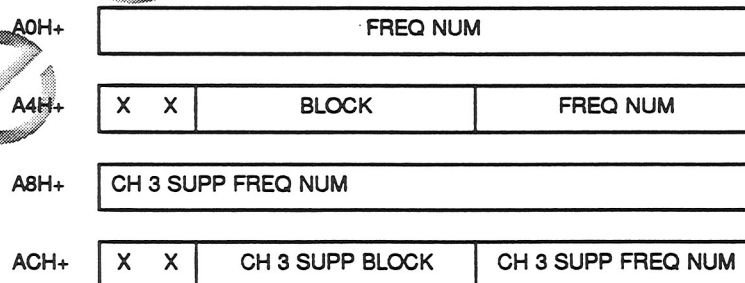 A0H+ FREQ NUM
A4H+ X X BLOCK FREQ NUM
A8H+ CH 3 SUPP FREQ NUM
ACH+ X X CH 3 SUPP BLOCK CH 3 SUPP FREQ NUM